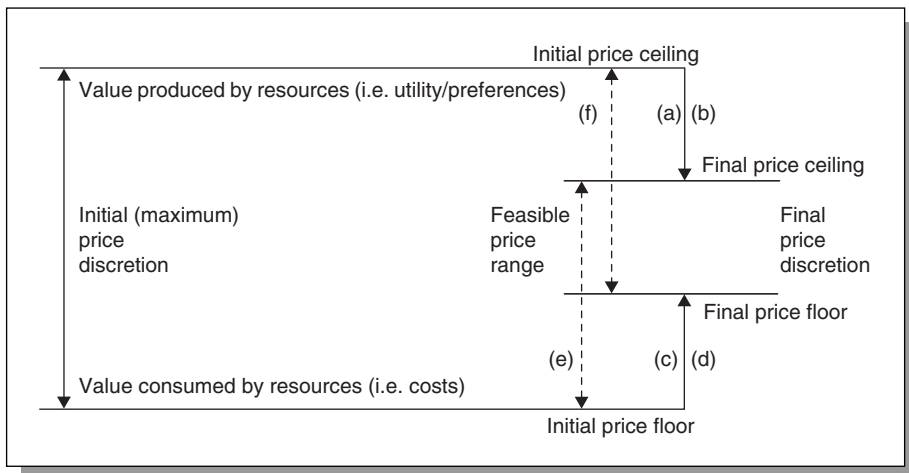 Initial price ceiling
Value produced by resources (i.e. utility/preferences)
(f)
(a)
(b)
Final price ceiling
Initial (maximum)
price
discretion
Feasible
price
range
Final
price
discretion
Final price floor
(e)
(c)
(d)
Value consumed by resources (i.e. costs)
Initial price floor